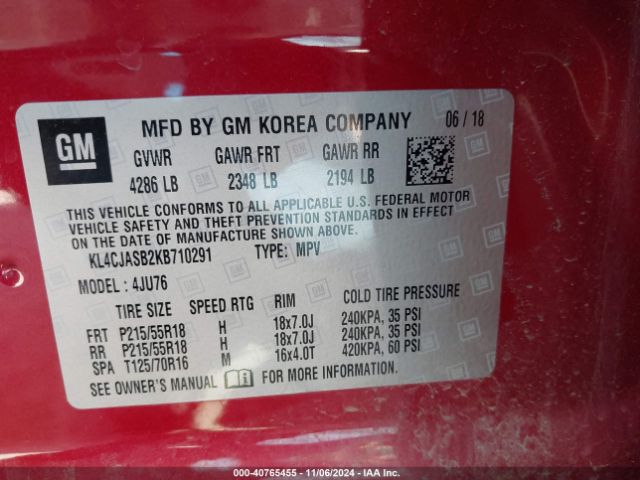 GM
MFD BY GM KOREA COMPANY 06 / 18
GVWR GAWR FRT GAWR RR
4286 LB 2348 LB 2194 LB
THIS VEHICLE CONFORMS TO ALL APPLICABLE U.S. FEDERAL MOTOR
VEHICLE SAFETY AND THEFT PREVENTION STANDARDS IN EFFECT
ON THE DATE OF MANUFACTURE SHOWN ABOVE.
KL4CJASB2KB710291 TYPE: MPV
MODEL : 4JU76
TIRE SIZE SPEED RTG RIM COLD TIRE PRESSURE
FRT P215/55R18 H 18x7.0J 240KPA, 35 PSI
RR P215/55R18 H 18x7.0J 240KPA, 35 PSI
SPA T125/70R16 M 16x4.0T 420KPA, 60 PSI
SEE OWNER'S MANUAL FOR MORE INFORMATION.
000-40765455 - 11/06/2024 - IAA Inc.